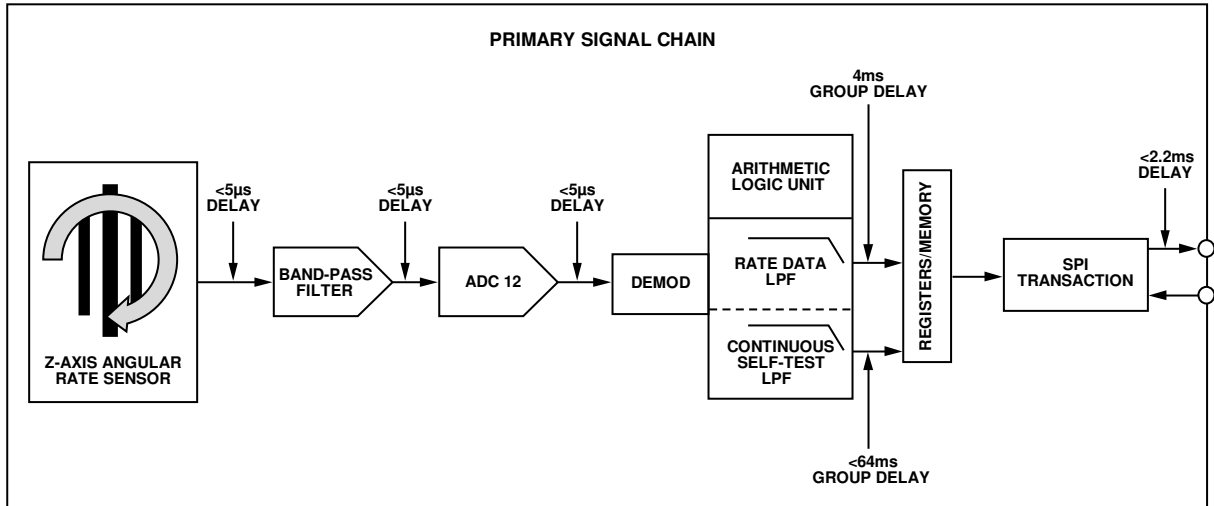 PRIMARY SIGNAL CHAIN
4ms
GROUP DELAY
<5µs
DELAY
<5µs
DELAY
<5µs
DELAY
ARITHMETIC
LOGIC UNIT
<2.2ms
DELAY
BAND-PASS
FILTER
ADC 12
DEMOD
RATE DATA
LPF
REGISTERS/MEMORY
SPI
TRANSACTION
Z-AXIS ANGULAR
RATE SENSOR
CONTINUOUS
SELF-TEST
LPF
<64ms
GROUP DELAY